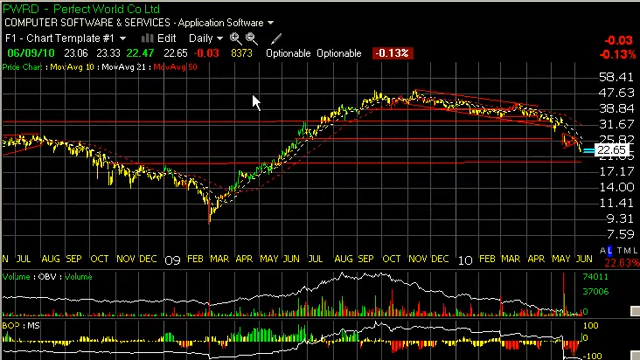 PWRD - Perfect World Co Ltd
COMPUTER SOFTWARE & SERVICES - Application Software
F1 - Chart Template #1 Edit Daily
06/09/10 23.06 23.33 22.47 22.65 -0.03 8373 Optionable Optionable -0.13%
-0.03
-0.13%
Price Chart : MovAvg 10 : MovAvg 21 : MovAvg 50
58.41
47.63
38.84
31.67
22.65
17.17
14.00
11.41
9.31
7.59
JUL AUG SEP OCT NOV DEC 09 FEB MAR APR MAY JUN JUL AUG SEP OCT NOV DEC 10 FEB MAR APR MAY JUN
A L T M L
22.63%
Volume : OBV : Volume
74011
37006
BOP : MS
100
0
-100